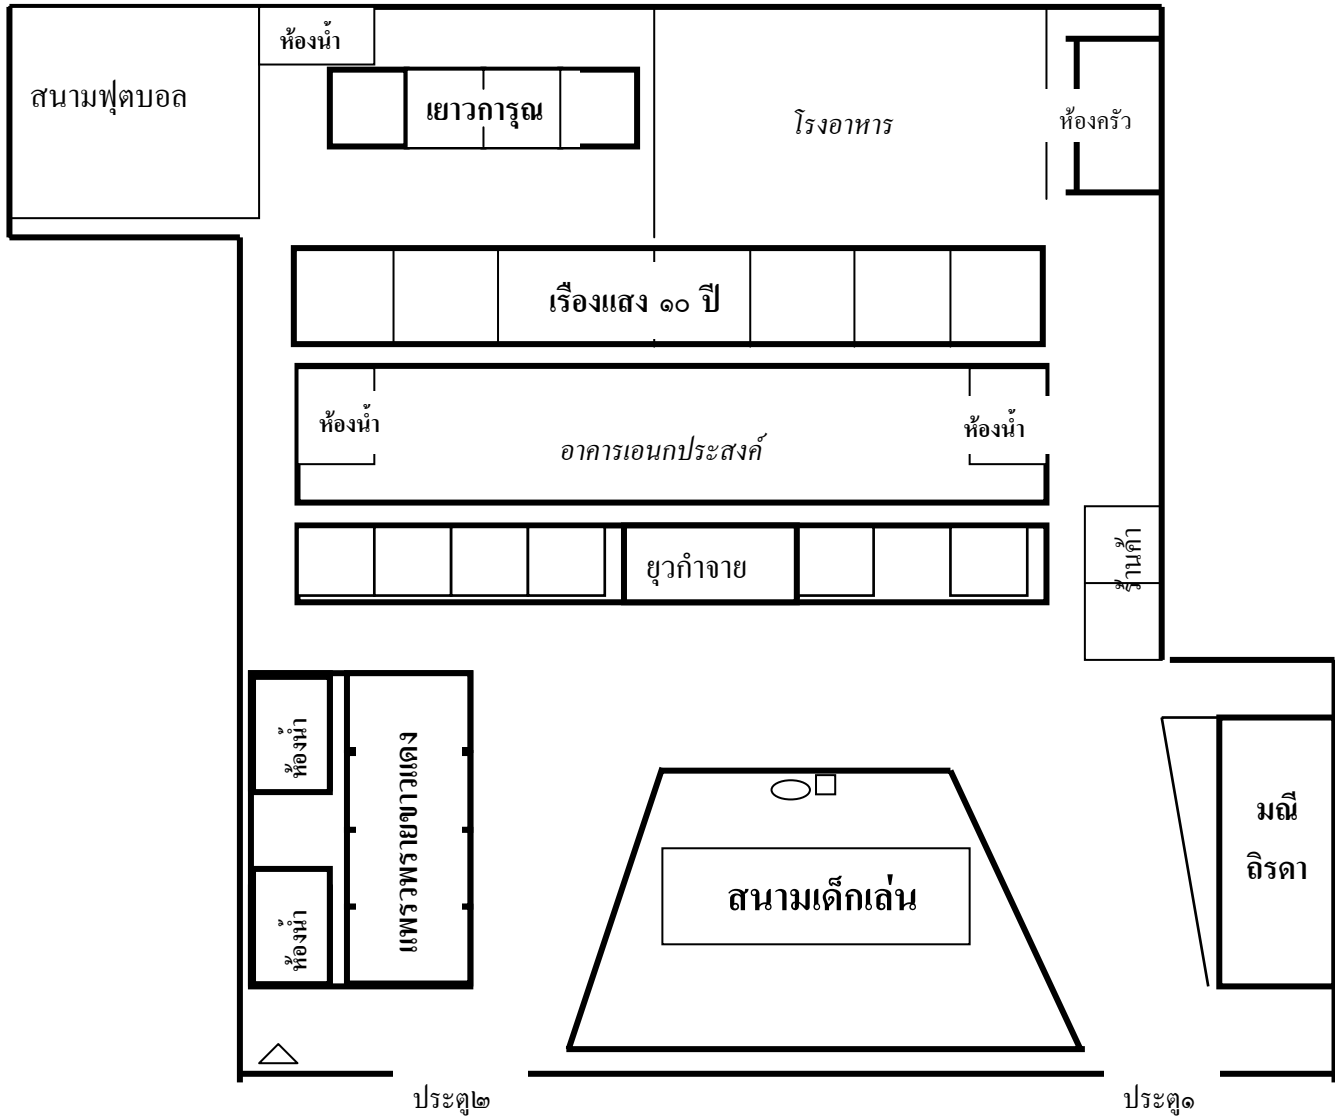 ห้องน้ำ
สนามฟุตบอล
เยาวการุณ
โรงอาหาร
ห้องครัว
เรืองแสง ๑๐ ปี
ห้องน้ำ
ห้องน้ำ
อาคารเอนกประสงค์
ร้านค้า
ยุวกำจาย
ห้องน้ำ
แพรวพรายนวมทอง
มณี
ถิรดา
สนามเด็กเล่น
ห้องน้ำ
ประตู๒
ประตู๑